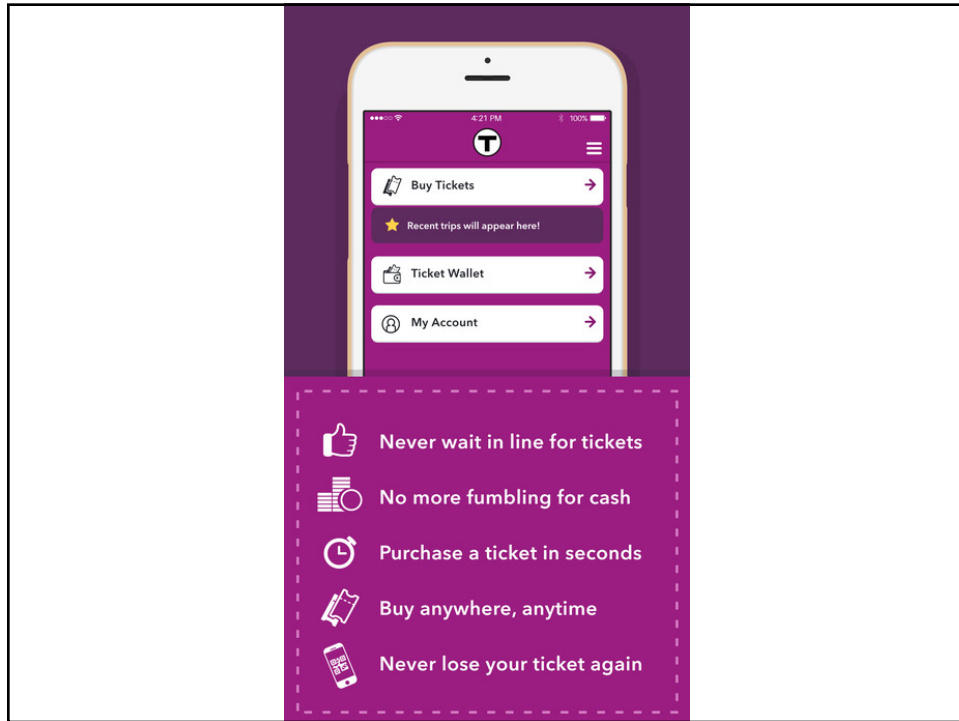 4:21 PM
100%
T
Buy Tickets
Recent trips will appear here!
Ticket Wallet
My Account
Never wait in line for tickets
No more fumbling for cash
Purchase a ticket in seconds
Buy anywhere, anytime
Never lose your ticket again